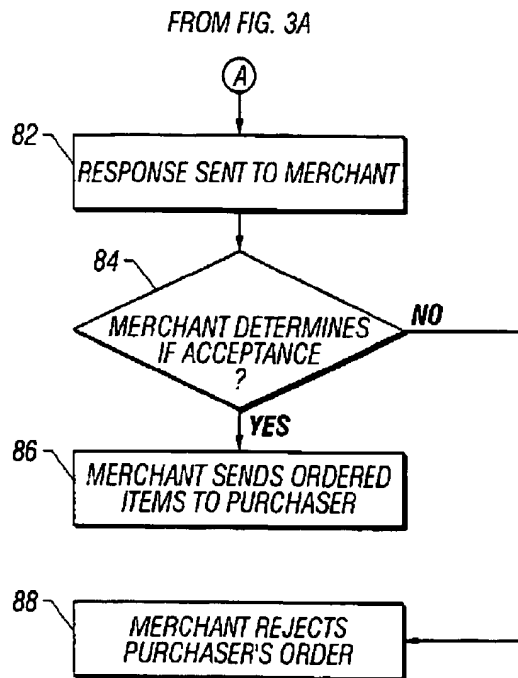 FROM FIG. 3A
A
82
RESPONSE SENT TO MERCHANT
84
MERCHANT DETERMINES
IF ACCEPTANCE
?
NO
YES
86
MERCHANT SENDS ORDERED
ITEMS TO PURCHASER
88
MERCHANT REJECTS
PURCHASER'S ORDER